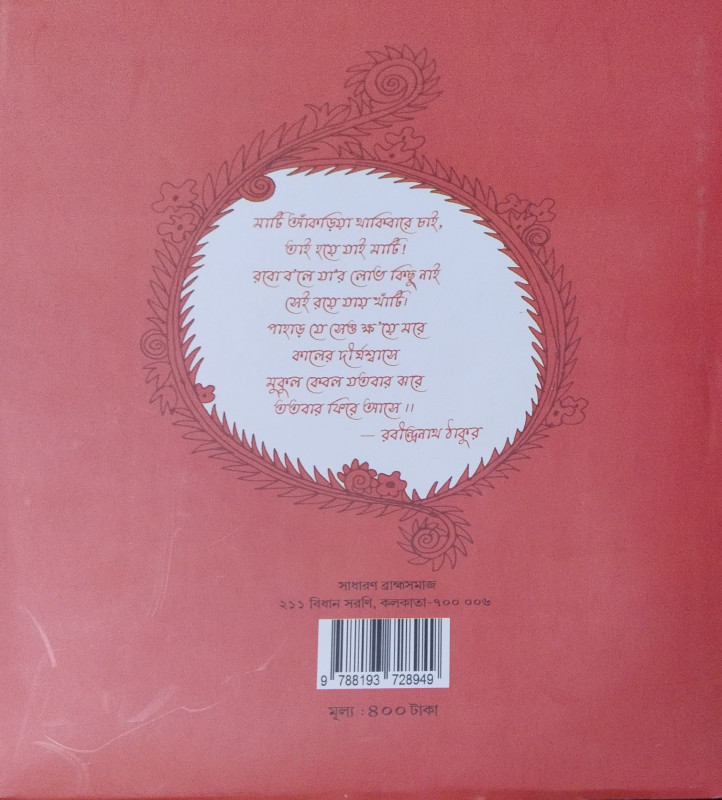 মাটি আঁকড়িয়া থাকিবারে চাই,
তাই হয়ে যাই মাটি!
রবো ব'লে যা'র লোভ কিছু নাই
সেই রয়ে যায় খাঁটি।
পাহাড় যে সেও ক্ষ'য়ে মরে
কালের দীর্ঘশ্বাসে
মুকুল কেবল যতবার ঝরে
ততবার ফিরে আসে।।
— রবীন্দ্রনাথ ঠাকুর
সাধারণ ব্রাহ্মসমাজ
২১১ বিধান সরণি, কলকাতা-৭০০ ০০৬
9 788193 728949
মূল্য : ৪০০ টাকা